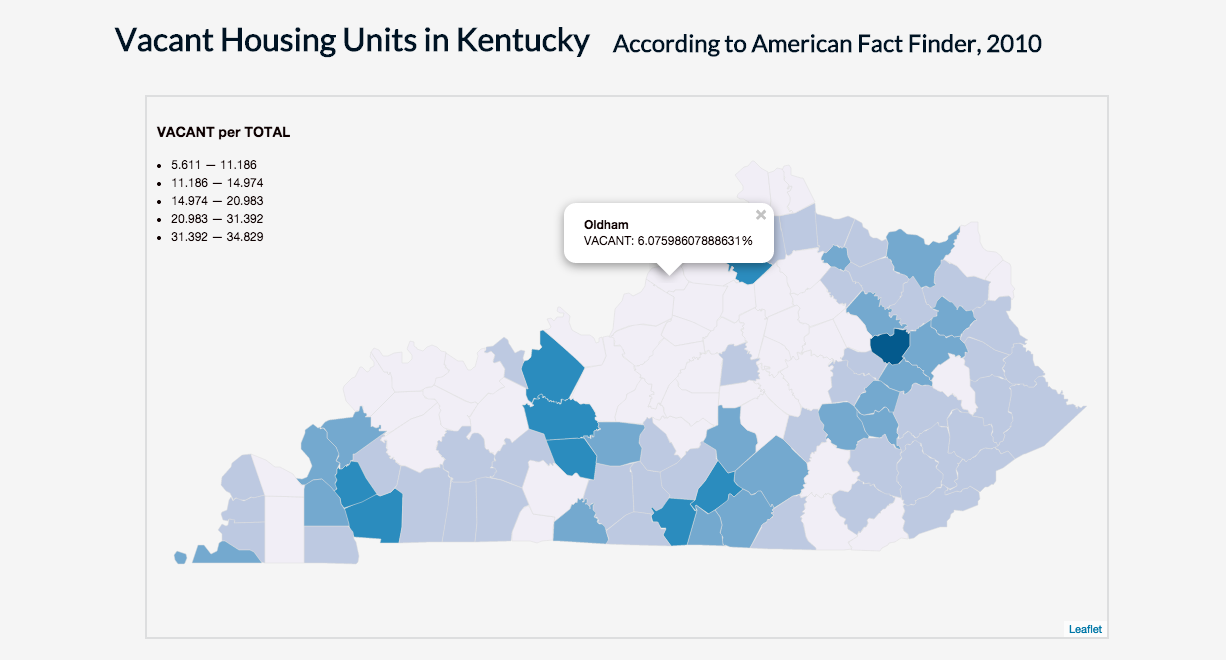 Vacant Housing Units in Kentucky According to American Fact Finder, 2010
VACANT per TOTAL
• 5.611 — 11.186
• 11.186 — 14.974
• 14.974 — 20.983
• 20.983 — 31.392
• 31.392 — 34.829
×
Oldham
VACANT: 6.07598607888631%
Leaflet